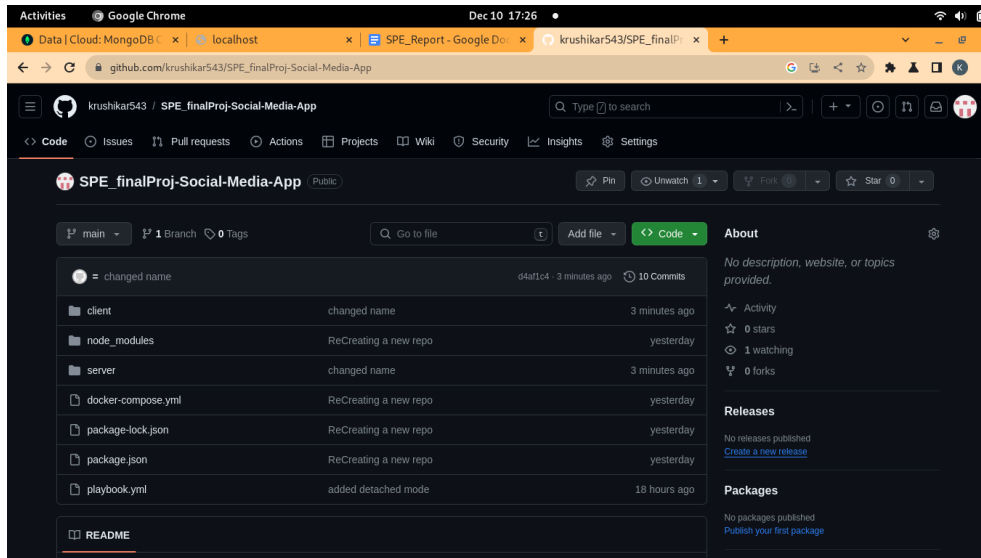 Activities Google Chrome Dec 10 17:26
Data | Cloud: MongoDB C × localhost × SPE_Report - Google Doc × krushikar543/SPE_finalPr × +
github.com/krushikar543/SPE_finalProj-Social-Media-App G K
krushikar543 / SPE_finalProj-Social-Media-App Type / to search
<> Code Issues Pull requests Actions Projects Wiki Security Insights Settings
SPE_finalProj-Social-Media-App Public Pin Unwatch 1 Fork 0 Star 0
main 1 Branch 0 Tags Go to file t Add file <> Code About
No description, website, or topics
provided.
= changed name d4af1c4 · 3 minutes ago 10 Commits
Activity
client changed name 3 minutes ago
0 stars
node_modules ReCreating a new repo yesterday
1 watching
server changed name 3 minutes ago
0 forks
docker-compose.yml ReCreating a new repo yesterday
Releases
package-lock.json ReCreating a new repo yesterday
No releases published
Create a new release
package.json ReCreating a new repo yesterday
playbook.yml added detached mode 18 hours ago
Packages
No packages published
Publish your first package
README